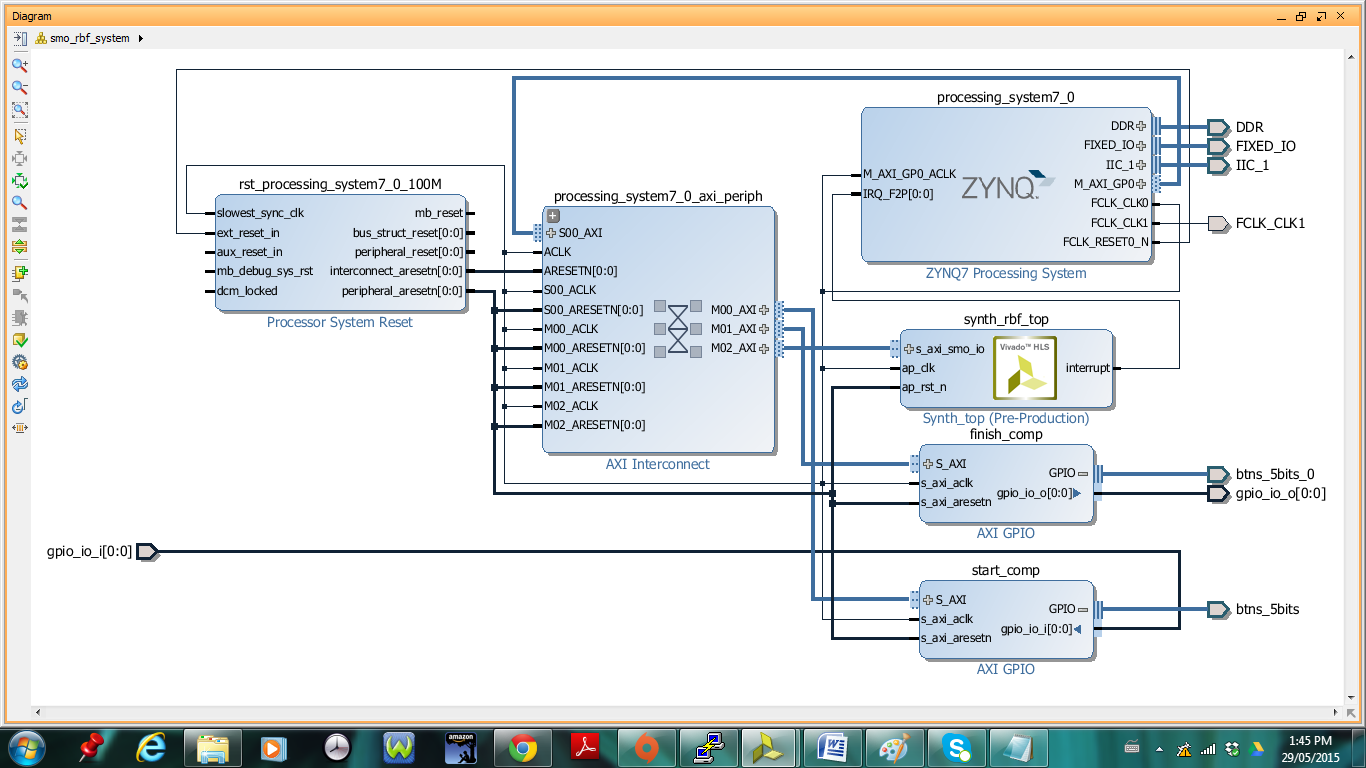 Diagram
smo_rbf_system
rst_processing_system7_0_100M
slowest_sync_clk
ext_reset_in
aux_reset_in
mb_debug_sys_rst
dcm_locked
mb_reset
bus_struct_reset[0:0]
peripheral_reset[0:0]
interconnect_aresetn[0:0]
peripheral_aresetn[0:0]
Processor System Reset
processing_system7_0_axi_periph
S00_AXI
ACLK
ARESETN[0:0]
S00_ACLK
S00_ARESETN[0:0]
M00_ACLK
M00_ARESETN[0:0]
M01_ACLK
M01_ARESETN[0:0]
M02_ACLK
M02_ARESETN[0:0]
M00_AXI
M01_AXI
M02_AXI
AXI Interconnect
processing_system7_0
M_AXI_GP0_ACLK
IRQ_F2P[0:0]
ZYNQ
DDR
FIXED_IO
IIC_1
M_AXI_GP0
FCLK_CLK0
FCLK_CLK1
FCLK_RESET0_N
ZYNQ7 Processing System
DDR
FIXED_IO
IIC_1
FCLK_CLK1
synth_rbf_top
s_axi_smo_io
ap_clk
ap_rst_n
Vivado™ HLS
interrupt
Synth_top (Pre-Production)
finish_comp
S_AXI
s_axi_aclk
s_axi_aresetn
GPIO
gpio_io_o[0:0]
AXI GPIO
btns_5bits_0
gpio_io_o[0:0]
gpio_io_i[0:0]
start_comp
S_AXI
s_axi_aclk
s_axi_aresetn
GPIO
gpio_io_i[0:0]
AXI GPIO
btns_5bits
amazon
1:45 PM
29/05/2015